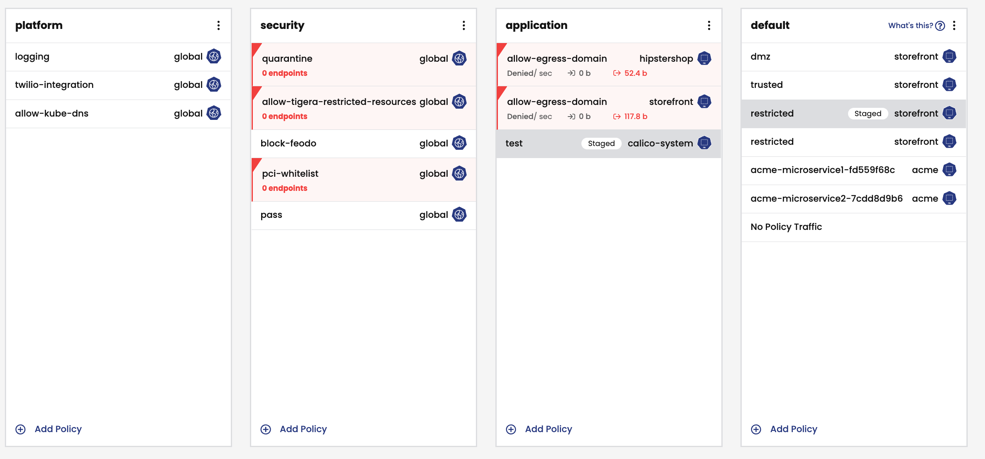 platform
logging global
twilio-integration global
allow-kube-dns global
Add Policy
security
quarantine global
0 endpoints
allow-tigera-restricted-resources global
0 endpoints
block-feodo global
pci-whitelist global
0 endpoints
pass global
Add Policy
application
allow-egress-domain hipstershop
Denied/ sec 0 b 52.4 b
allow-egress-domain storefront
Denied/ sec 0 b 117.8 b
test Staged calico-system
Add Policy
default What's this? ?
dmz storefront
trusted storefront
restricted Staged storefront
restricted storefront
acme-microservice1-fd559f68c acme
acme-microservice2-7cdd8d9b6 acme
No Policy Traffic
Add Policy